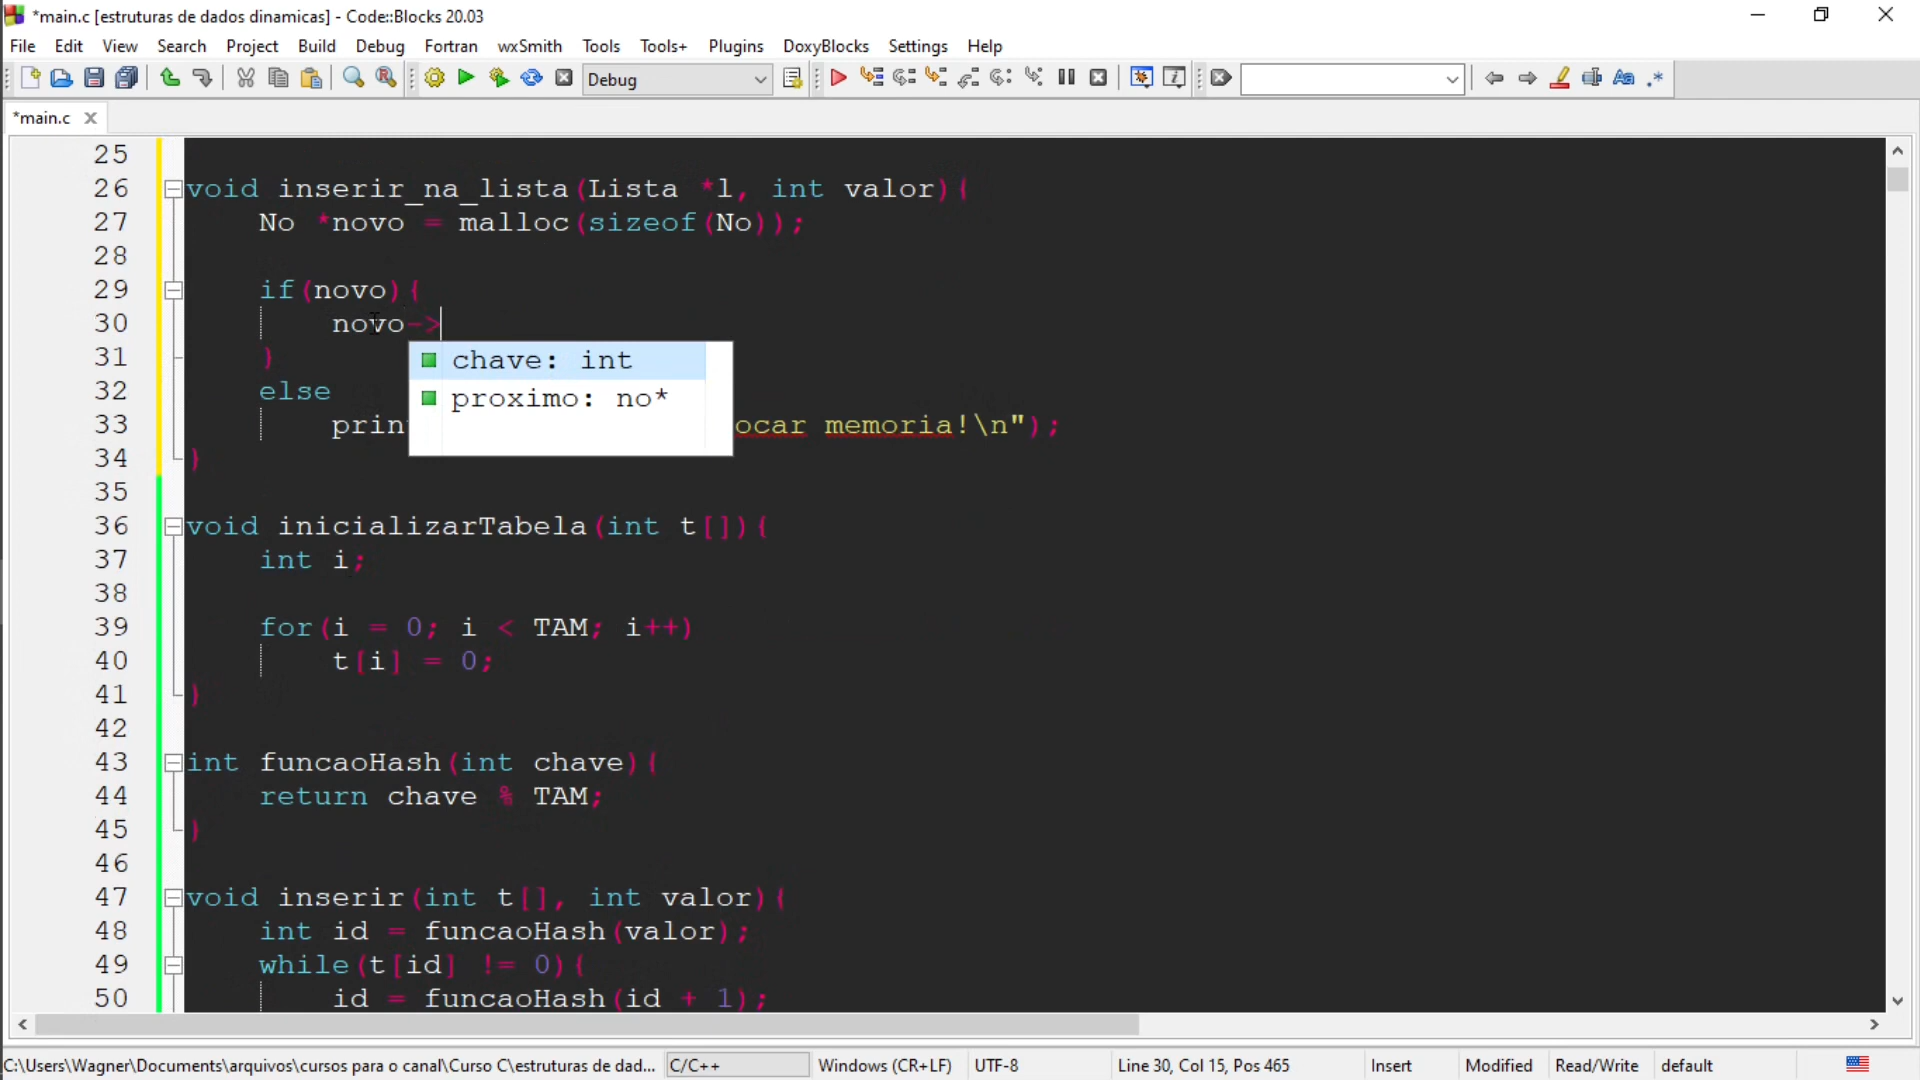 *main.c [estruturas de dados dinamicas] - Code::Blocks 20.03
File Edit View Search Project Build Debug Fortran wxSmith Tools Tools+ Plugins DoxyBlocks Settings Help
Debug
*main.c
25
26 void inserir_na_lista(Lista *l, int valor){
27 No *novo = malloc(sizeof(No));
28
29 if(novo){
30 novo->
31 }
chave: int
32 else
proximo: no*
33 prin ocar memoria!\n");
34 }
35
36 void inicializarTabela(int t[]){
37 int i;
38
39 for(i = 0; i < TAM; i++)
40 t[i] = 0;
41 }
42
43 int funcaoHash(int chave){
44 return chave % TAM;
45 }
46
47 void inserir(int t[], int valor){
48 int id = funcaoHash(valor);
49 while(t[id] != 0){
50 id = funcaoHash(id + 1);
C:\Users\Wagner\Documents\arquivos\cursos para o canal\Curso C\estruturas de dad... C/C++ Windows (CR+LF) UTF-8 Line 30, Col 15, Pos 465 Insert Modified Read/Write default